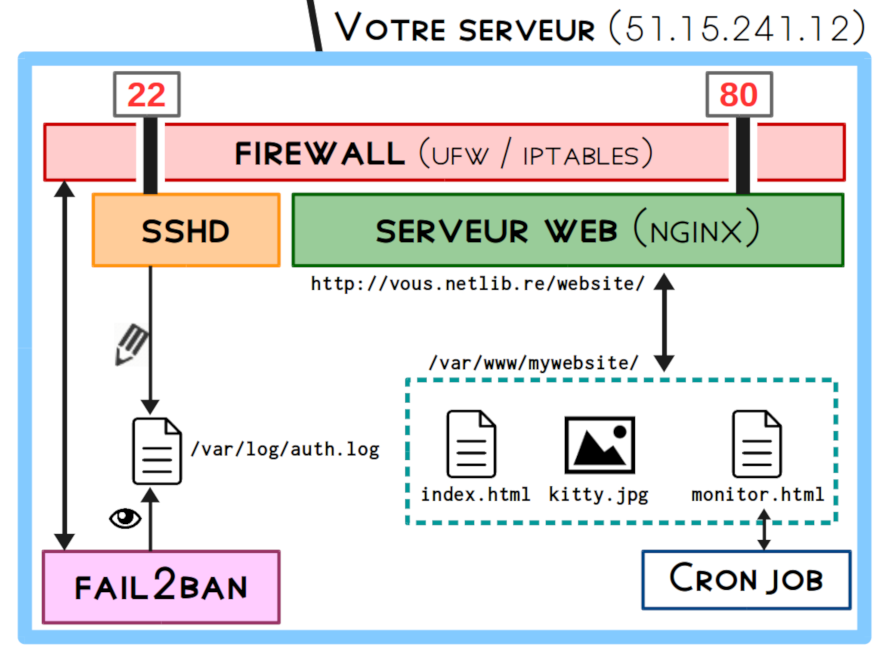 Votre serveur (51.15.241.12)
22
80
FIREWALL (UFW / IPTABLES)
SSHD
SERVEUR WEB (NGINX)
http://vous.netlib.re/website/
/var/www/mywebsite/
/var/log/auth.log
index.html
kitty.jpg
monitor.html
FAIL2BAN
CRON JOB